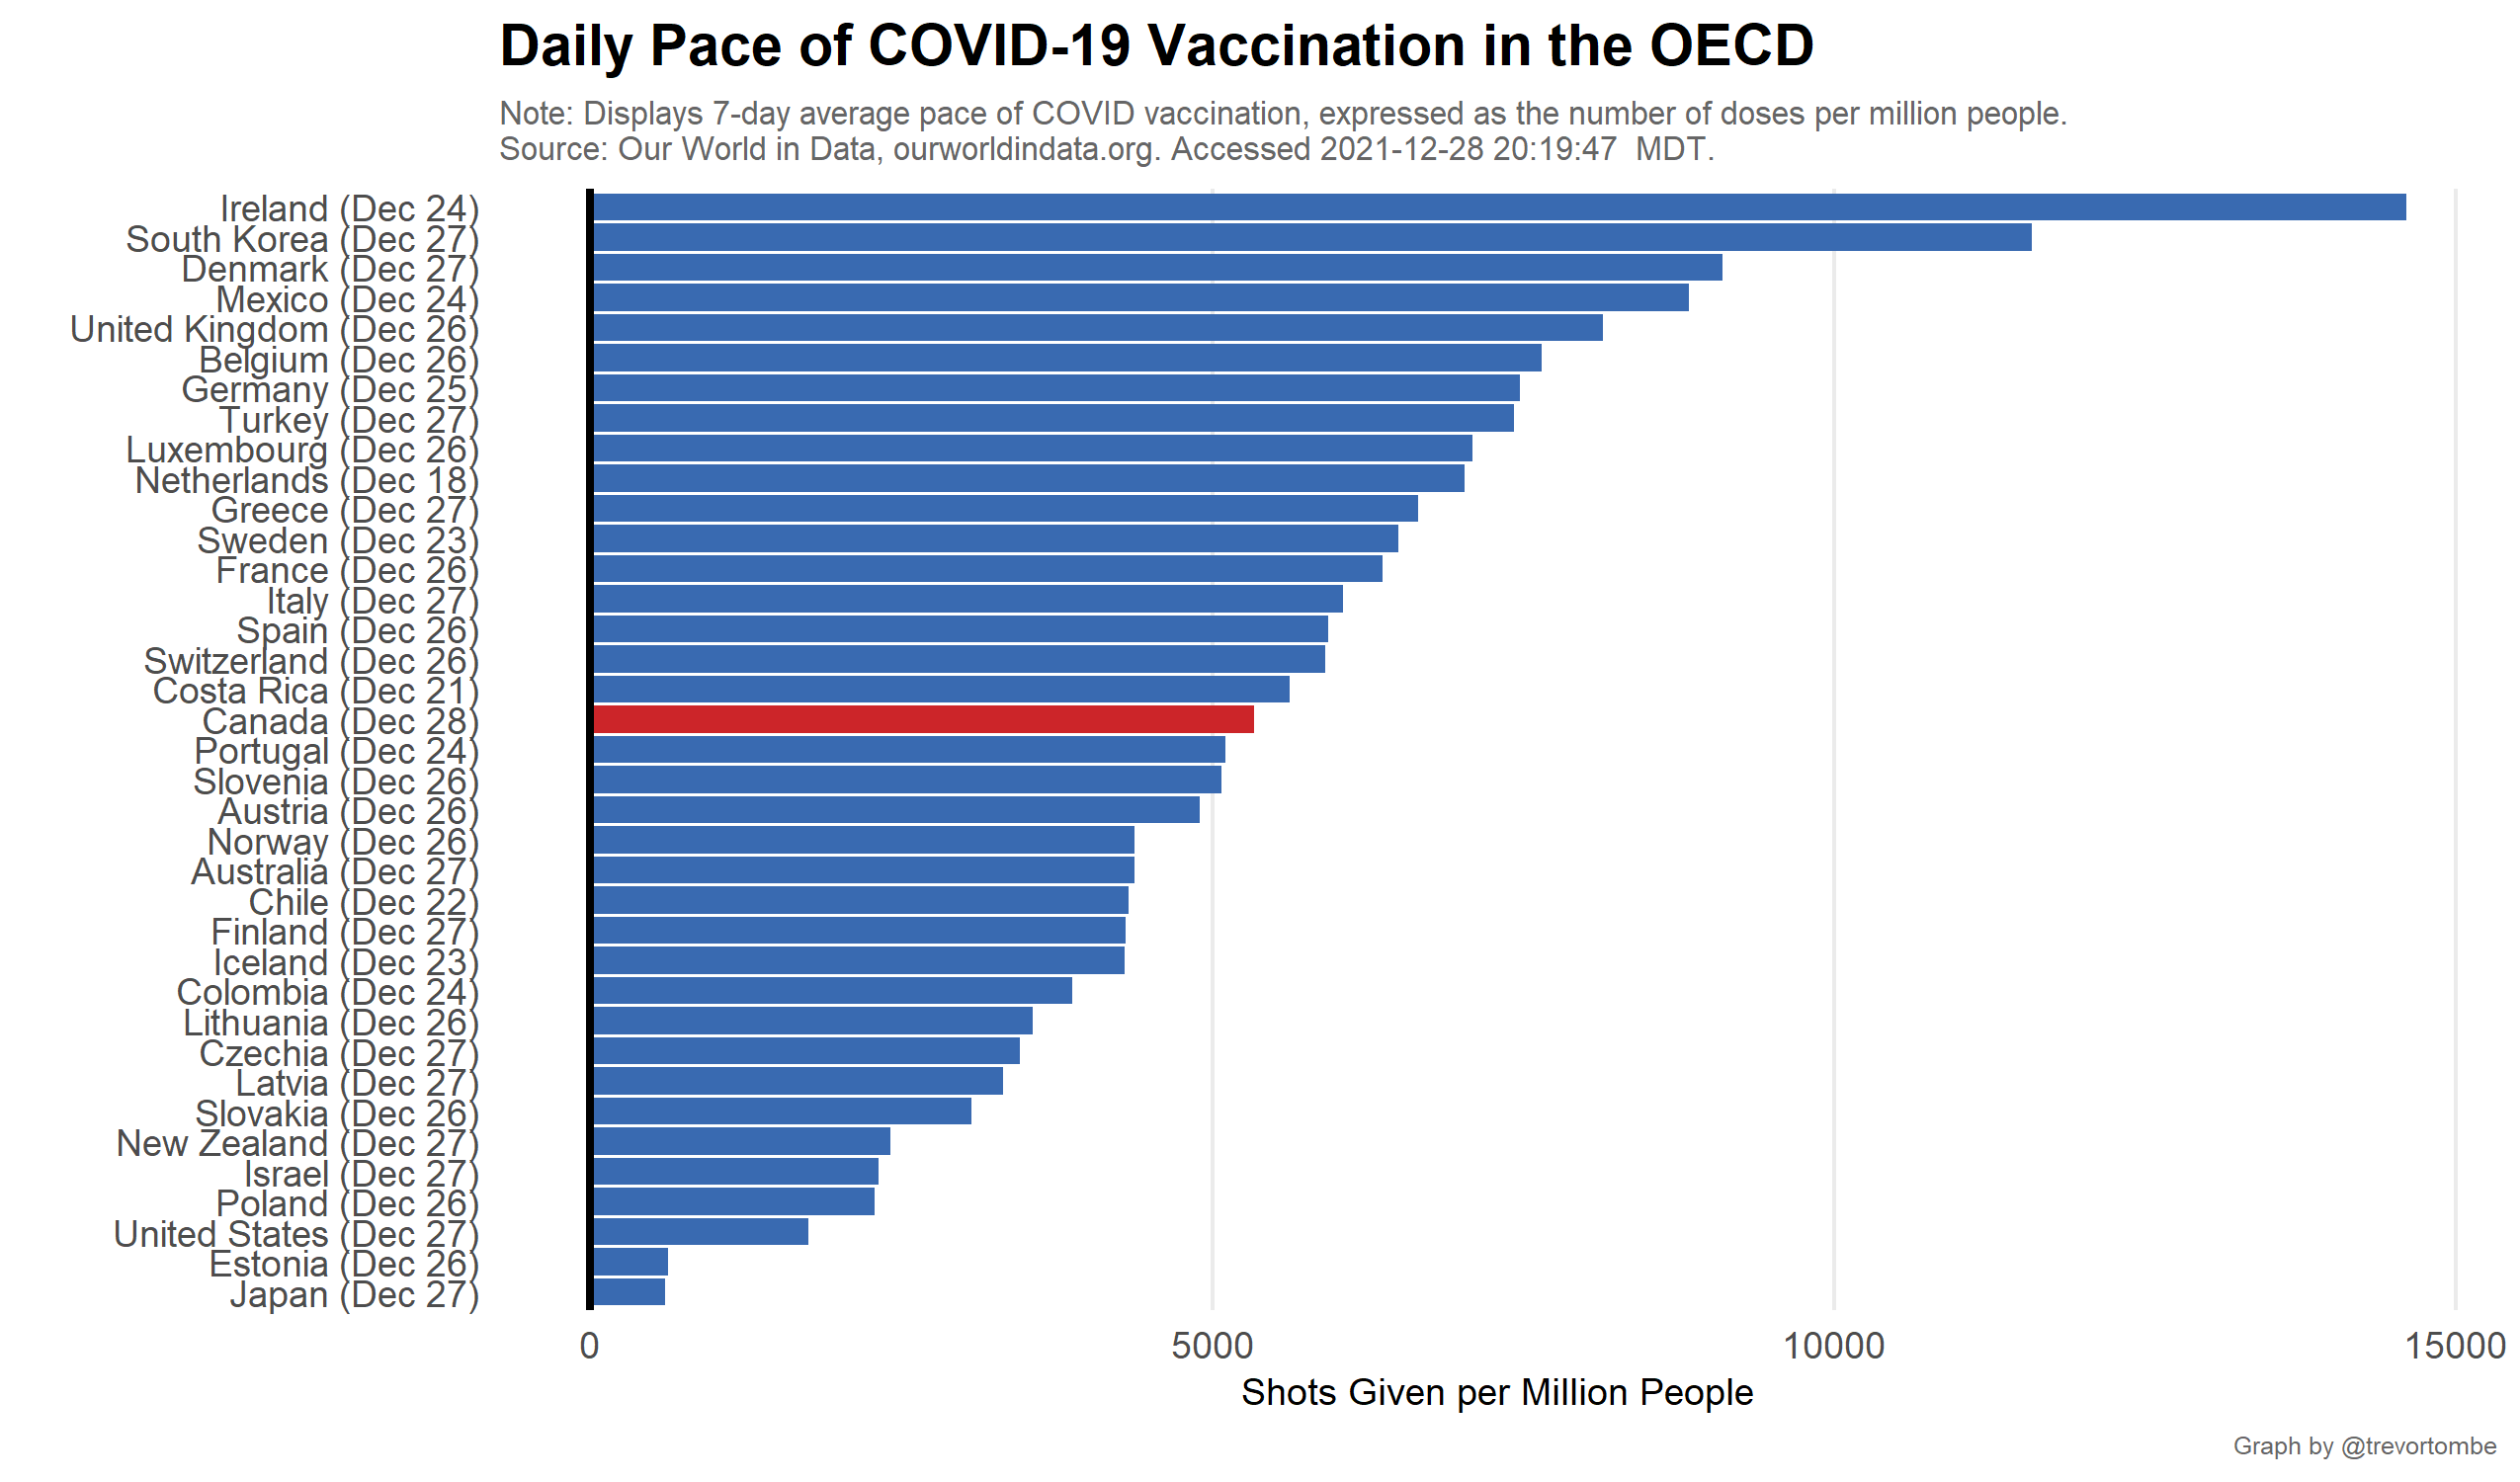 Daily Pace of COVID-19 Vaccination in the OECD
Note: Displays 7-day average pace of COVID vaccination, expressed as the number of doses per million people.
Source: Our World in Data, ourworldindata.org. Accessed 2021-12-28 20:19:47  MDT.
Ireland (Dec 24)
South Korea (Dec 27)
Denmark (Dec 27)
Mexico (Dec 24)
United Kingdom (Dec 26)
Belgium (Dec 26)
Germany (Dec 25)
Turkey (Dec 27)
Luxembourg (Dec 26)
Netherlands (Dec 18)
Greece (Dec 27)
Sweden (Dec 23)
France (Dec 26)
Italy (Dec 27)
Spain (Dec 26)
Switzerland (Dec 26)
Costa Rica (Dec 21)
Canada (Dec 28)
Portugal (Dec 24)
Slovenia (Dec 26)
Austria (Dec 26)
Norway (Dec 26)
Australia (Dec 27)
Chile (Dec 22)
Finland (Dec 27)
Iceland (Dec 23)
Colombia (Dec 24)
Lithuania (Dec 26)
Czechia (Dec 27)
Latvia (Dec 27)
Slovakia (Dec 26)
New Zealand (Dec 27)
Israel (Dec 27)
Poland (Dec 26)
United States (Dec 27)
Estonia (Dec 26)
Japan (Dec 27)
0 5000 10000 15000
Shots Given per Million People
Graph by @trevortombe